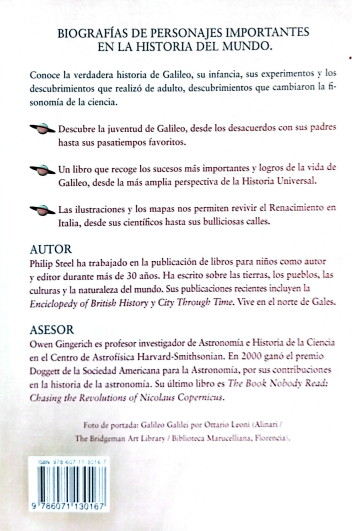 BIOGRAFÍAS DE PERSONAJES IMPORTANTES
EN LA HISTORIA DEL MUNDO.
Conoce la verdadera historia de Galileo, su infancia, sus experimentos y los
descubrimientos que realizó de adulto, descubrimientos que cambiaron la fi-
sonomía de la ciencia.
Descubre la juventud de Galileo, desde los desacuerdos con sus padres
hasta sus pasatiempos favoritos.
Un libro que recoge los sucesos más importantes y logros de la vida de
Galileo, desde la más amplia perspectiva de la Historia Universal.
Las ilustraciones y los mapas nos permiten revivir el Renacimiento en
Italia, desde sus científicos hasta sus bulliciosas calles.
AUTOR
Philip Steel ha trabajado en la publicación de libros para niños como autor
y editor durante más de 30 años. Ha escrito sobre las tierras, los pueblos, las
culturas y la naturaleza del mundo. Sus publicaciones recientes incluyen la
Enciclopedy of British History y City Through Time. Vive en el norte de Gales.
ASESOR
Owen Gingerich es profesor investigador de Astronomía e Historia de la Ciencia
en el Centro de Astrofísica Harvard-Smithsonian. En 2000 ganó el premio
Doggett de la Sociedad Americana para la Astronomía, por sus contribuciones
en la historia de la astronomía. Su último libro es The Book Nobody Read:
Chasing the Revolutions of Nicolaus Copernicus.
Foto de portada: Galileo Galilei por Ottario Leoni (Alinari /
The Bridgeman Art Library / Biblioteca Marucelliana, Florencia).
ISBN: 978-607-11-3016-7
9 786071 130167